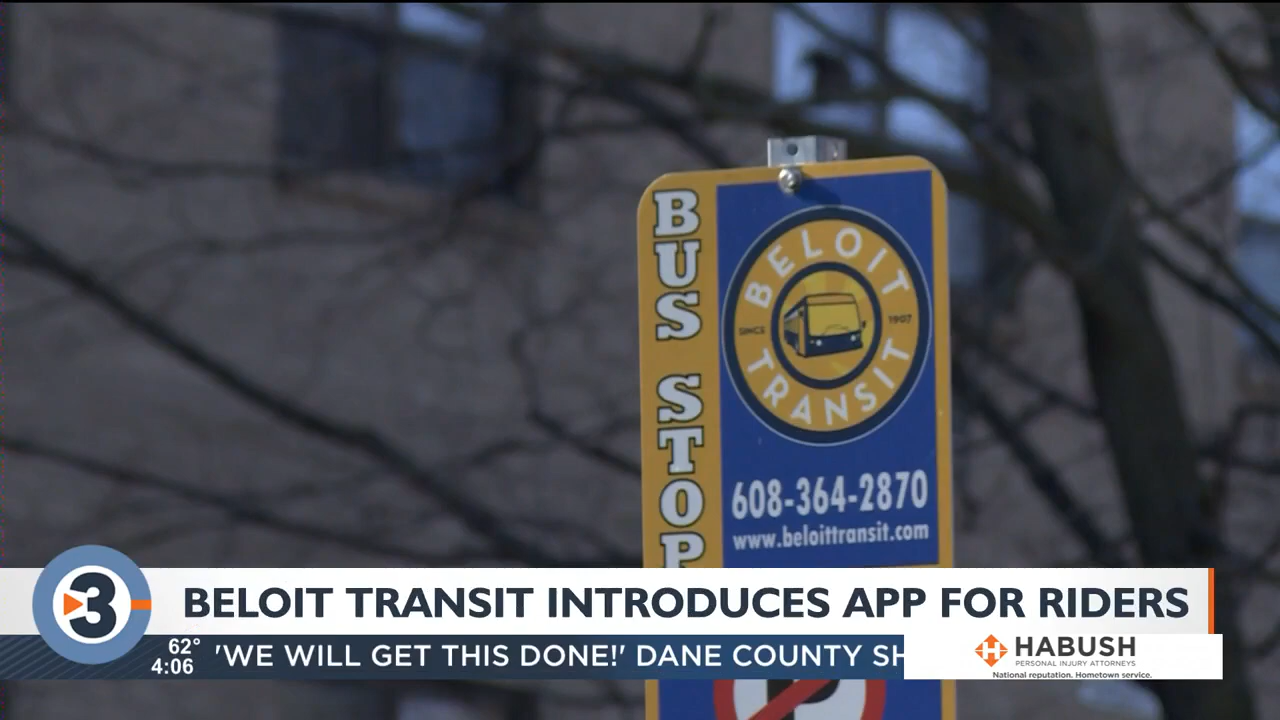 BUS STOP
BELOIT
SINCE 1907
TRANSIT
608-364-2870
www.beloittransit.com
3
BELOIT TRANSIT INTRODUCES APP FOR RIDERS
62°
4:06
'WE WILL GET THIS DONE!' DANE COUNTY SH
H HABUSH
PERSONAL INJURY ATTORNEYS
National reputation. Hometown service.
P